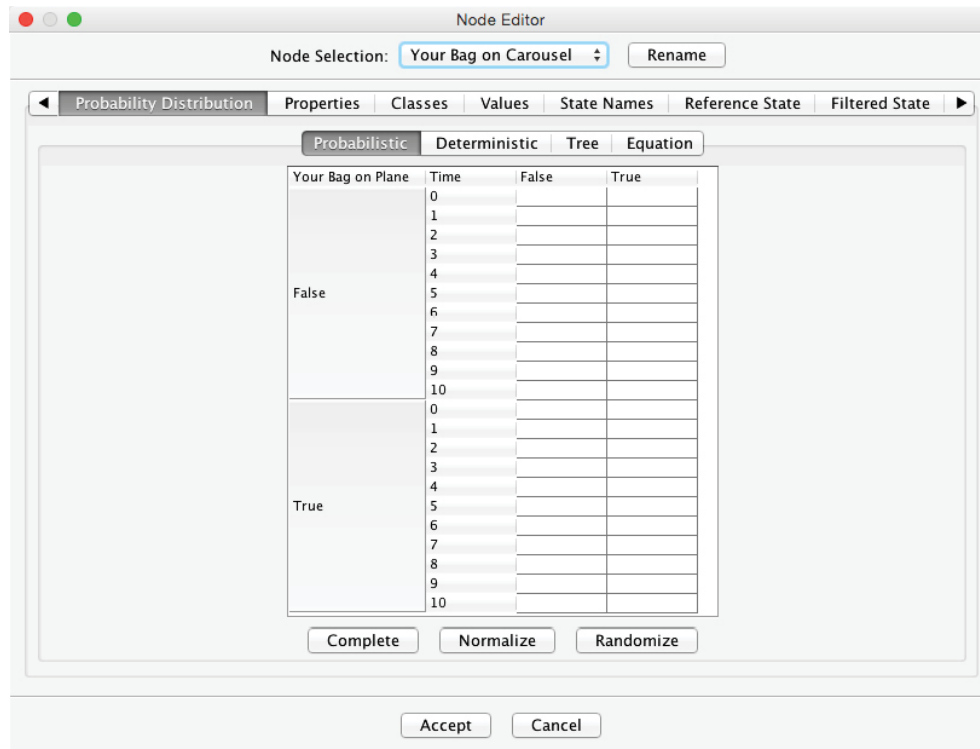 Node Editor
Node Selection: Your Bag on Carousel Rename
Probability Distribution Properties Classes Values State Names Reference State Filtered State
Probabilistic Deterministic Tree Equation
Your Bag on Plane Time False True
0
1
2
3
4
False 5
6
7
8
9
10
0
1
2
3
4
True 5
6
7
8
9
10
Complete Normalize Randomize
Accept Cancel